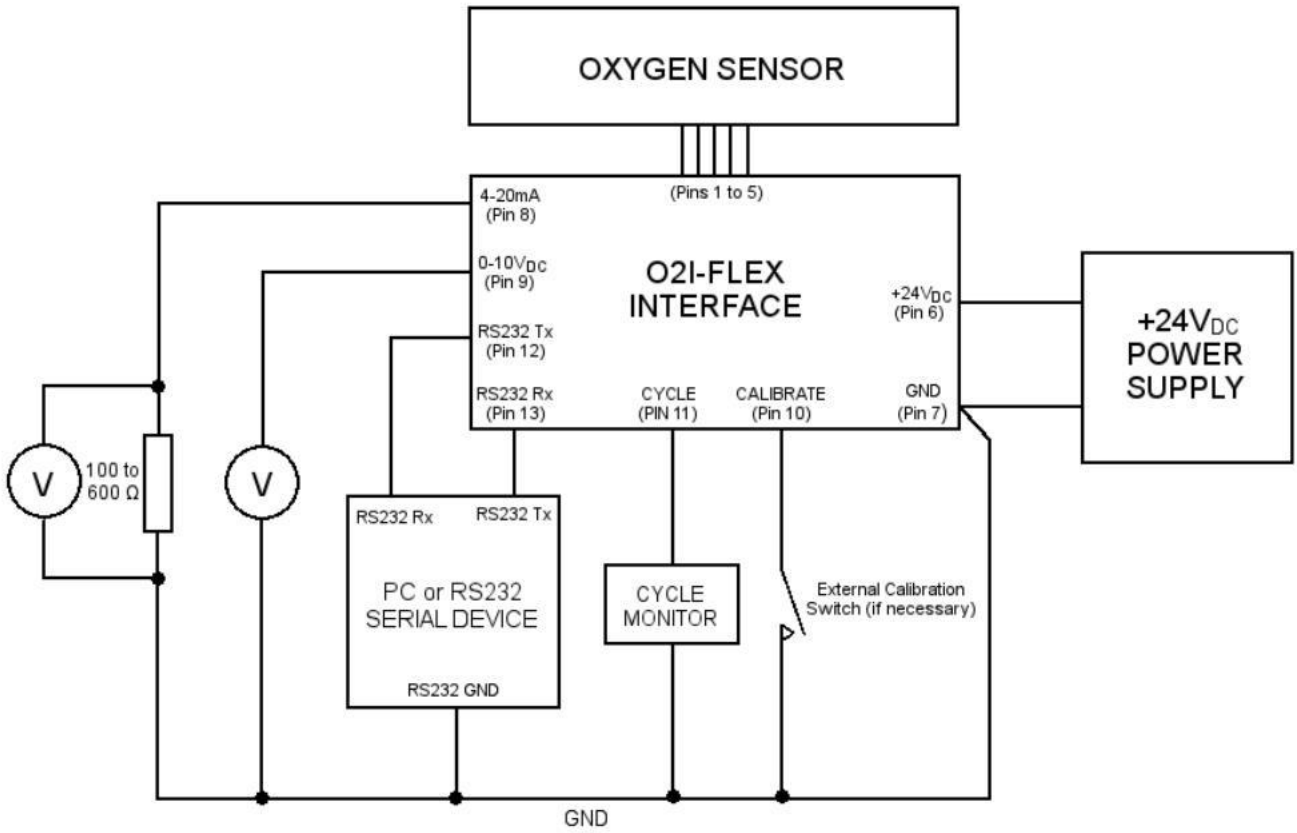 OXYGEN SENSOR
(Pins 1 to 5)
4-20mA
(Pin 8)
0-10VDC
(Pin 9)
RS232 Tx
(Pin 12)
RS232 Rx
(Pin 13)
O2I-FLEX
INTERFACE
CYCLE
(PIN 11)
CALIBRATE
(Pin 10)
+24VDC
(Pin 6)
GND
(Pin 7)
+24VDC
POWER
SUPPLY
V
100 to
600 Ω
V
RS232 Rx
RS232 Tx
PC or RS232
SERIAL DEVICE
RS232 GND
CYCLE
MONITOR
External Calibration
Switch (if necessary)
GND